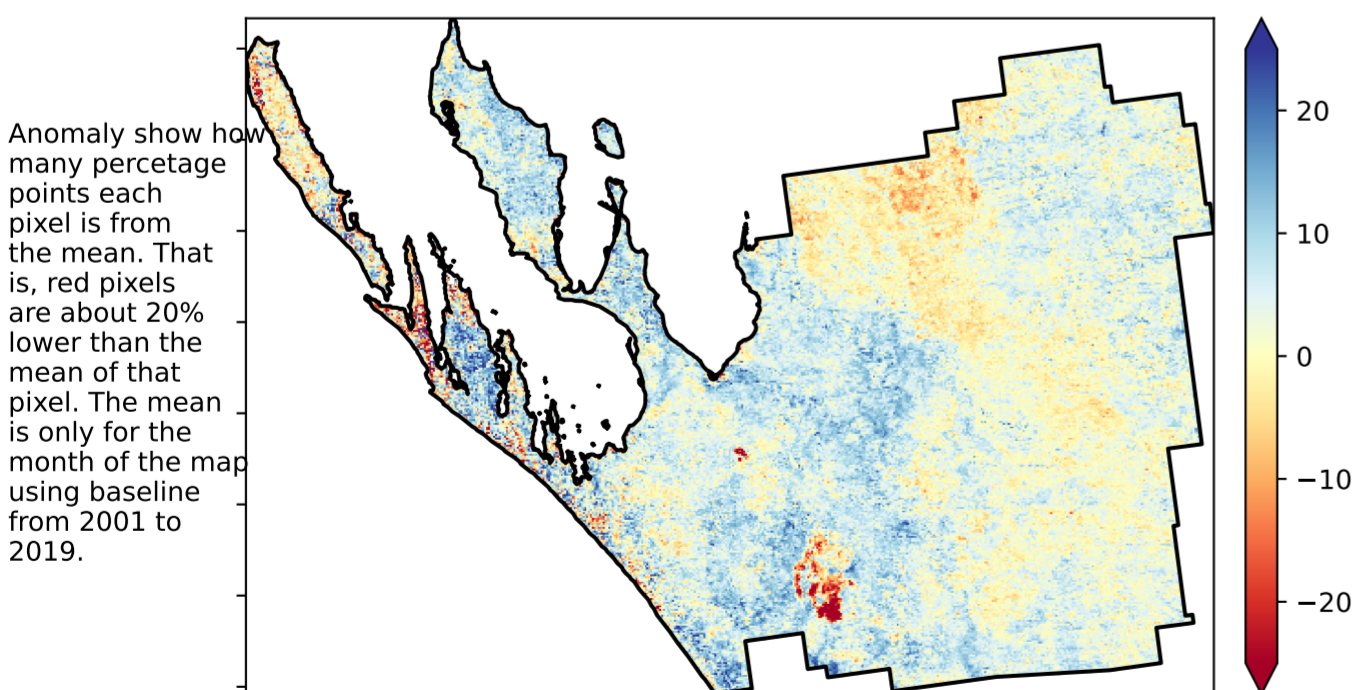 Anomaly show how
many percetage
points each
pixel is from
the mean. That
is, red pixels
are about 20%
lower than the
mean of that
pixel. The mean
is only for the
month of the map
using baseline
from 2001 to
2019.
20
10
0
−10
−20